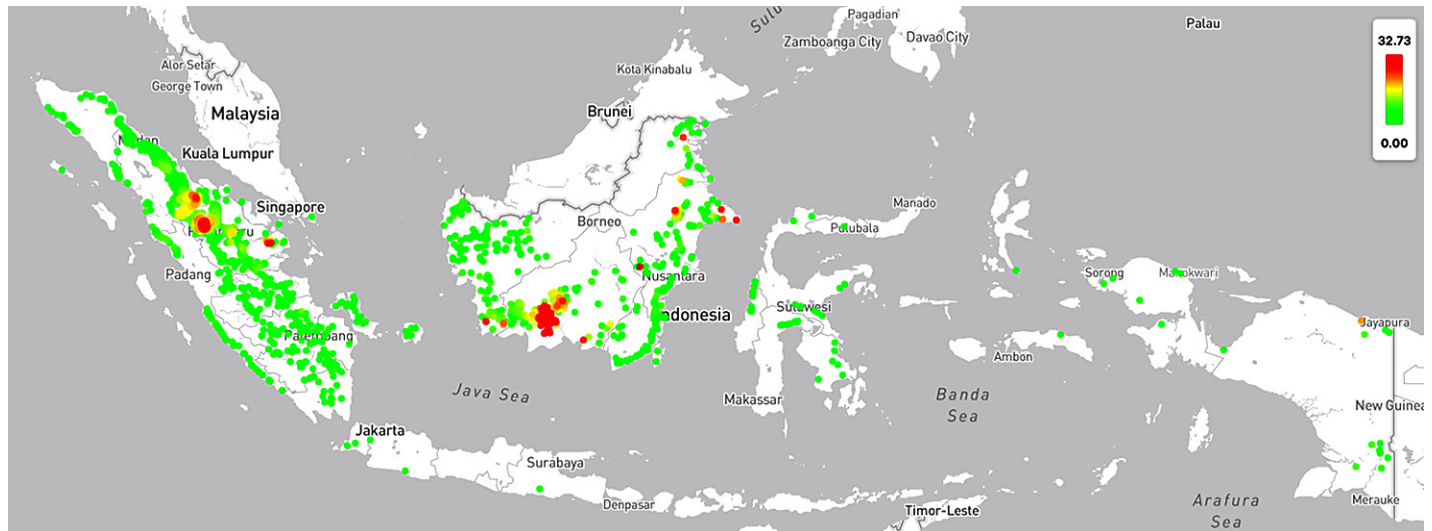 Sulu
Pagadian
Palau
Zamboanga City
Davao City
32.73
Alor Setar
Kota Kinabalu
George Town
Malaysia
Brunei
0.00
Kuala Lumpur
Singapore
Manado
Borneo
Padang
Nusantara
Sorong
Manokwari
Sulawesi
Indonesia
Jayapura
Palembang
Ambon
Java Sea
Makassar
Banda
Sea
New Guinea
Jakarta
Surabaya
Denpasar
Merauke
Arafura
Sea
Timor-Leste